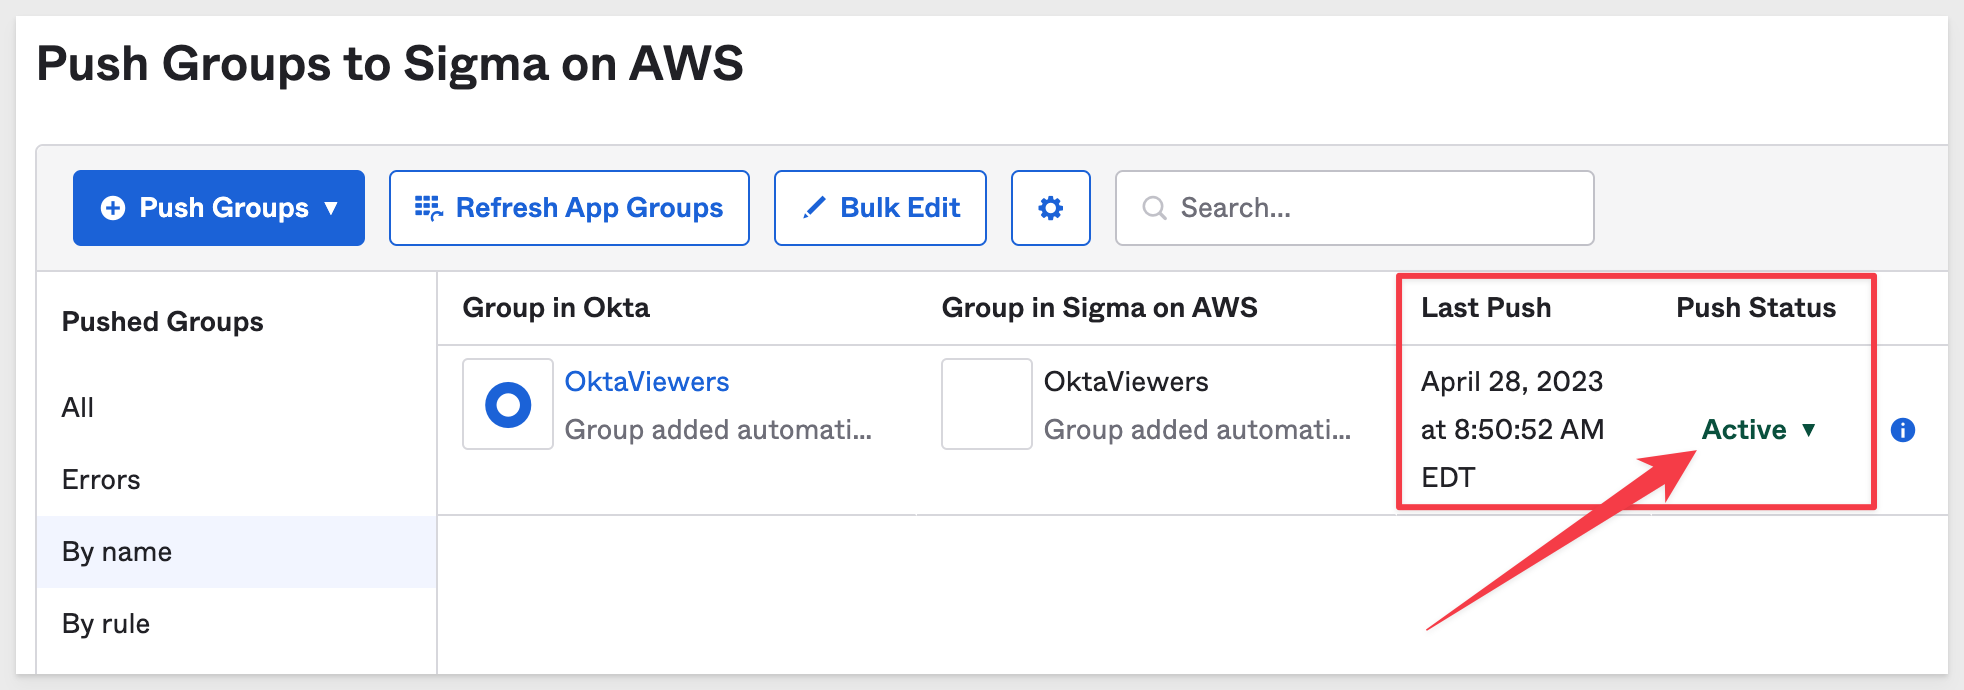 Push Groups to Sigma on AWS
Push Groups
Refresh App Groups
Bulk Edit
Search...
Pushed Groups
All
Errors
By name
By rule
Group in Okta
Group in Sigma on AWS
Last Push
Push Status
OktaViewers
Group added automati...
OktaViewers
Group added automati...
April 28, 2023
at 8:50:52 AM
EDT
Active